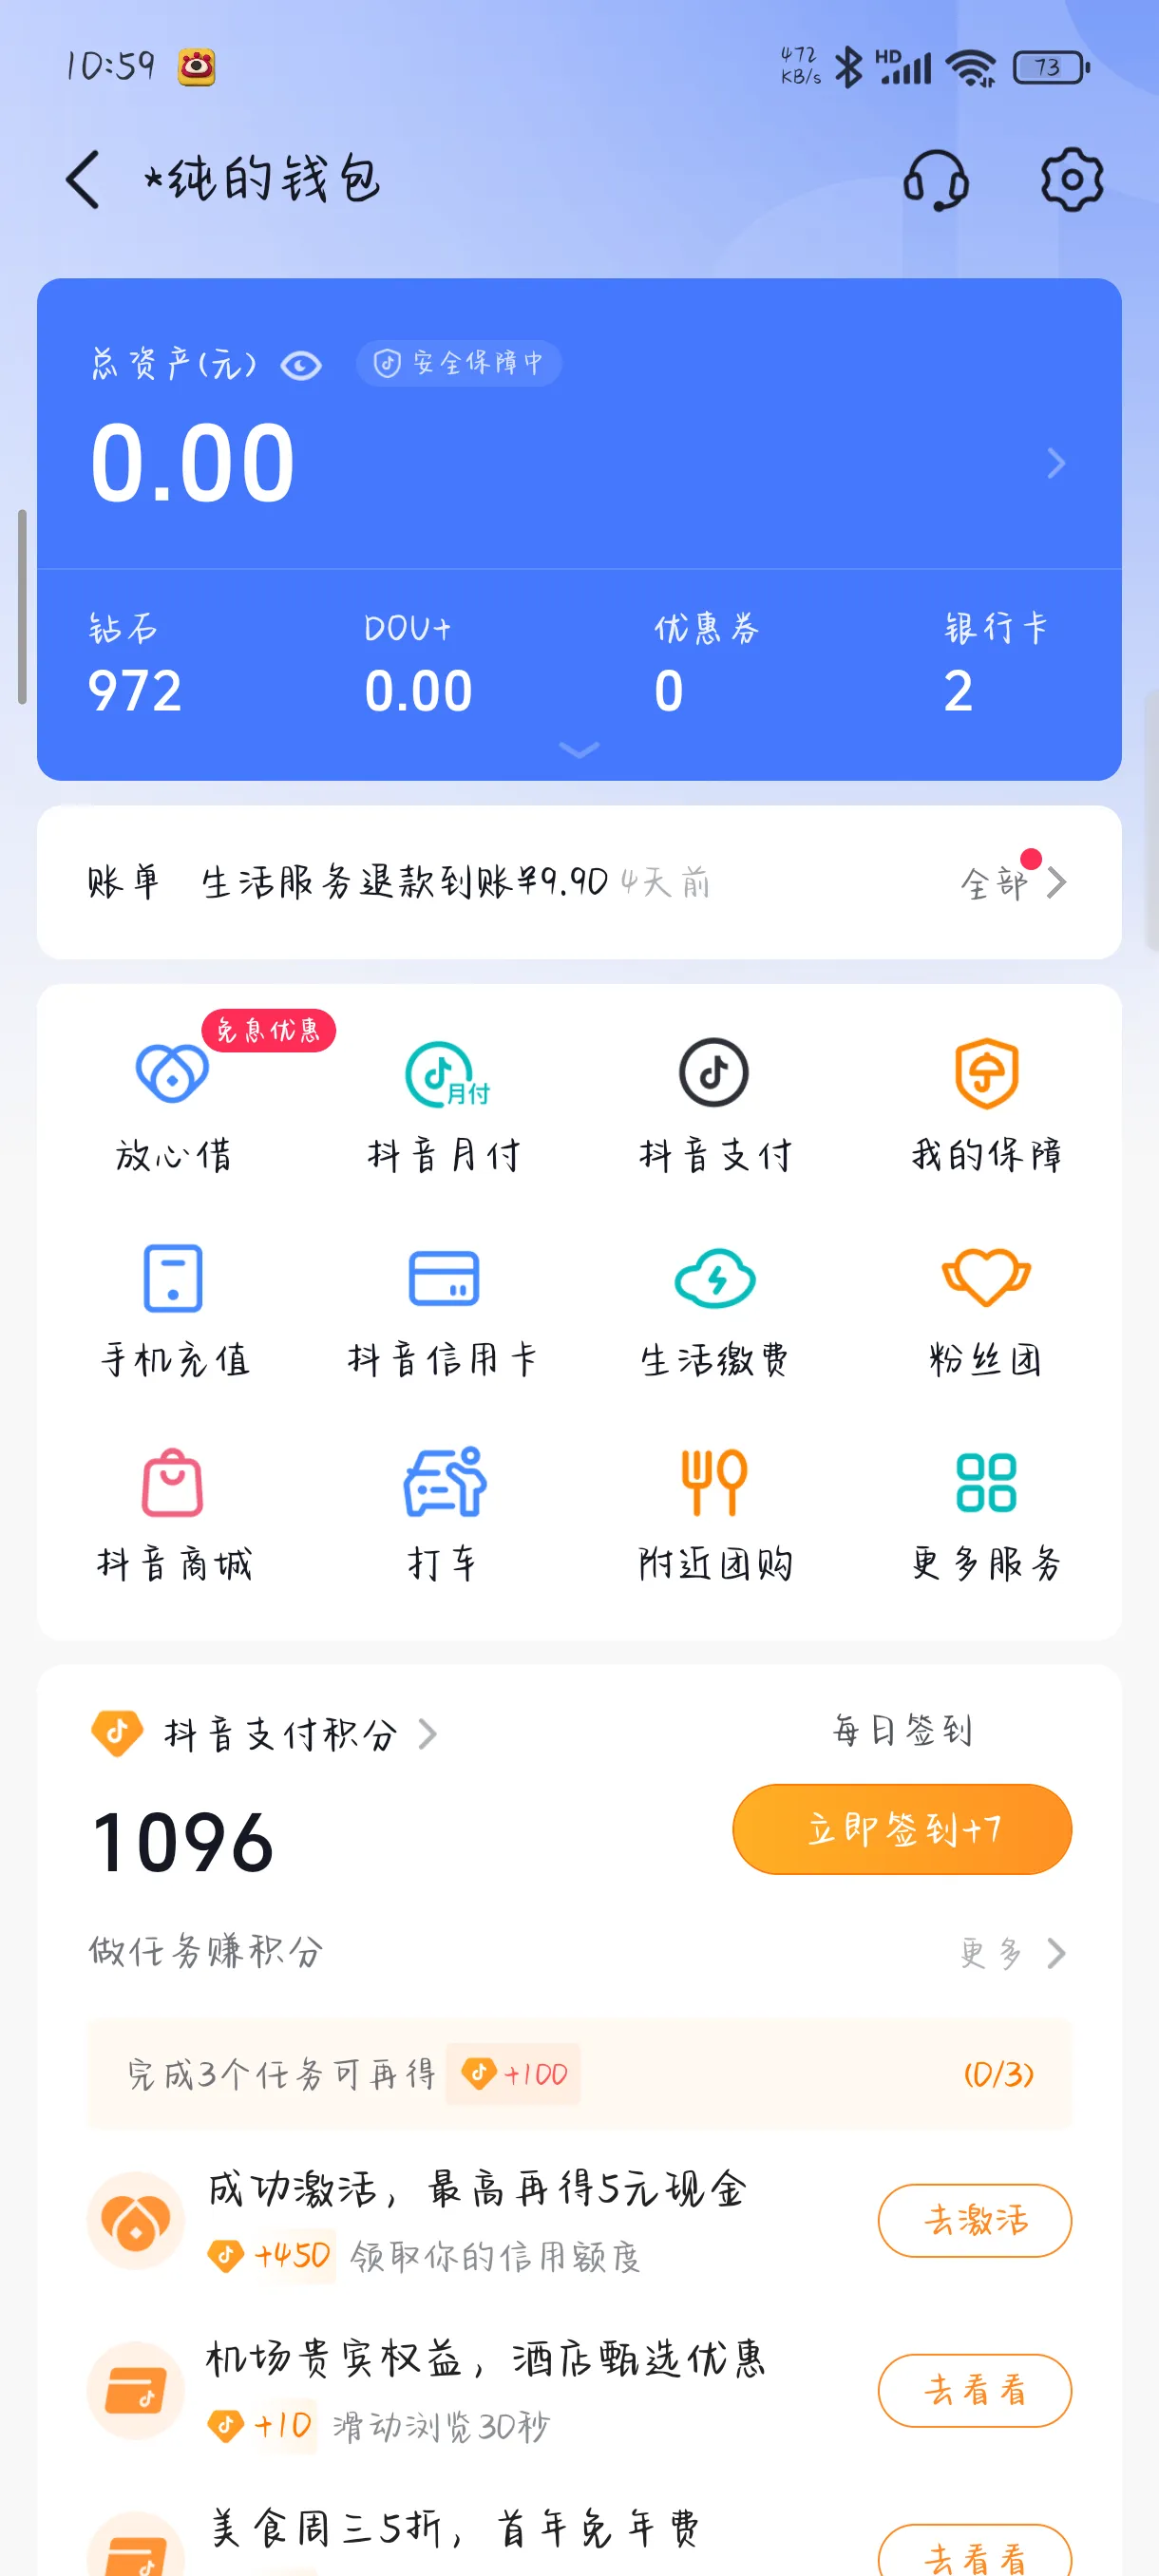 10:59
472
KB/s
HD
73
*纯的钱包
总资产(元)
安全保障中
0.00
钻石
DOU+
优惠券
银行卡
972
0.00
0
2
账单 生活服务退款到账¥9.90 4天前
全部
免息优惠
月付
放心借
抖音月付
抖音支付
我的保障
手机充值
抖音信用卡
生活缴费
粉丝团
抖音商城
打车
附近团购
更多服务
抖音支付积分
每日签到
1096
立即签到+7
做任务赚积分
更多
完成3个任务可再得 +100
(0/3)
成功激活，最高再得5元现金
+450 领取你的信用额度
去激活
机场贵宾权益，酒店甄选优惠
+10 滑动浏览30秒
去看看
美食周三5折，首年免年费
去看看